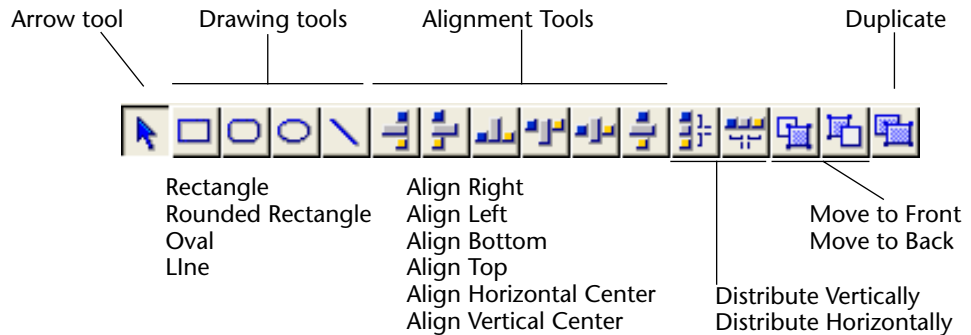 Arrow tool
Drawing tools
Alignment Tools
Duplicate
Rectangle
Rounded Rectangle
Oval
LIne
Align Right
Align Left
Align Bottom
Align Top
Align Horizontal Center
Align Vertical Center
Distribute Vertically
Distribute Horizontally
Move to Front
Move to Back